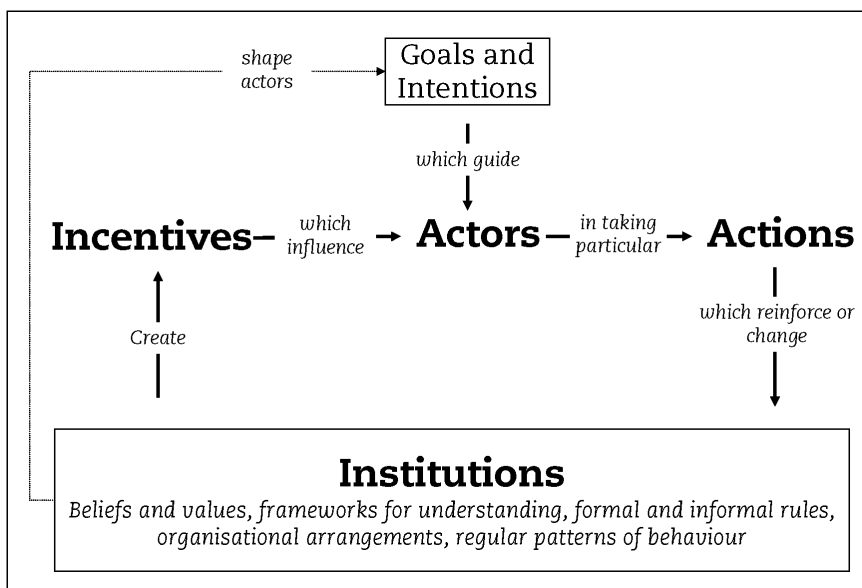 shape
actors
Goals and
Intentions
which guide
Incentives
which
influence
Actors
in taking
particular
Actions
Create
which reinforce or
change
Institutions
Beliefs and values, frameworks for understanding, formal and informal rules,
organisational arrangements, regular patterns of behaviour